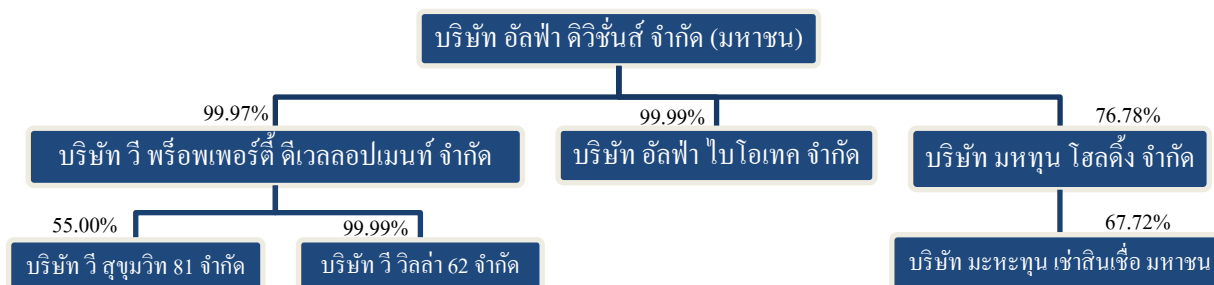 บริษัท อัลฟ่า ดิวิชั่นส์ จำกัด (มหาชน)
99.97%
99.99%
76.78%
บริษัท วี พร็อพเพอร์ตี้ ดีเวลลอปเมนท์ จำกัด
บริษัท อัลฟ่า ไบโอเทค จำกัด
บริษัท มหทุน โฮลดิ้ง จำกัด
55.00%
99.99%
67.72%
บริษัท วี สุขุมวิท 81 จำกัด
บริษัท วี วิลล่า 62 จำกัด
บริษัท มะหะทุน เช่าสินเชื่อ มหาชน